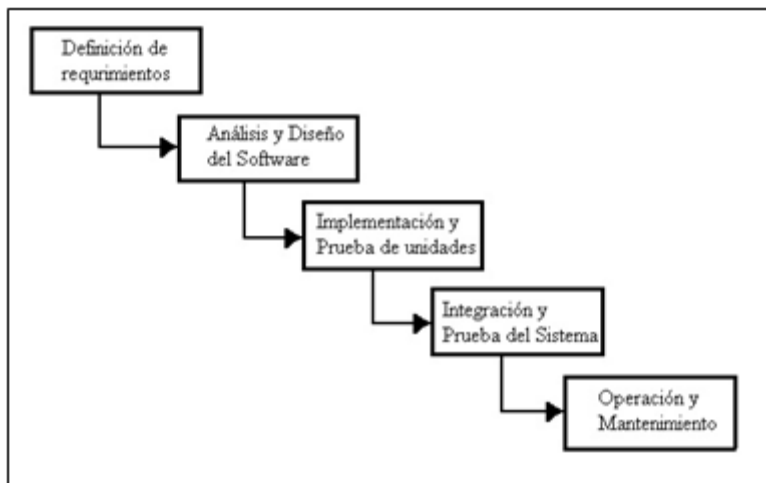 Definición de
requrimientos
Análisis y Diseño
del Software
Implementación y
Prueba de unidades
Integración y
Prueba del Sistema
Operación y
Mantenimiento